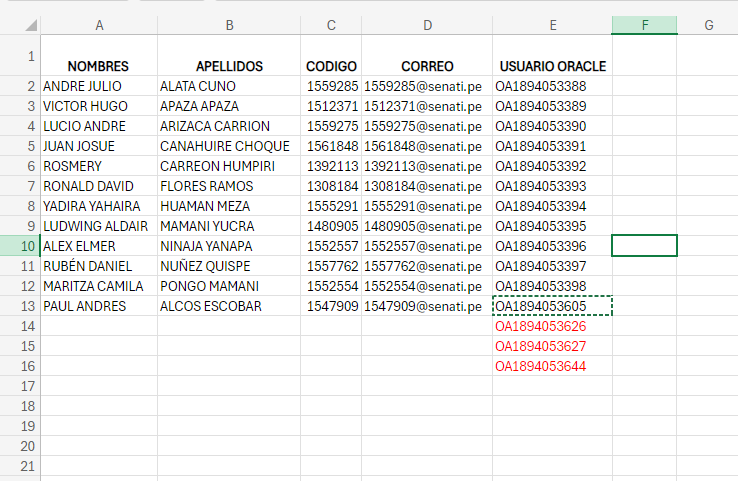 A B C D E F G
1 NOMBRES APELLIDOS CODIGO CORREO USUARIO ORACLE
2 ANDRE JULIO ALATA CUNO 1559285 1559285@senati.pe OA1894053388
3 VICTOR HUGO APAZA APAZA 1512371 1512371@senati.pe OA1894053389
4 LUCIO ANDRE ARIZACA CARRION 1559275 1559275@senati.pe OA1894053390
5 JUAN JOSUE CANAHUIRE CHOQUE 1561848 1561848@senati.pe OA1894053391
6 ROSMERY CARREON HUMPIRI 1392113 1392113@senati.pe OA1894053392
7 RONALD DAVID FLORES RAMOS 1308184 1308184@senati.pe OA1894053393
8 YADIRA YAHAIRA HUAMAN MEZA 1555291 1555291@senati.pe OA1894053394
9 LUDWING ALDAIR MAMANI YUCRA 1480905 1480905@senati.pe OA1894053395
10 ALEX ELMER NINAJA YANAPA 1552557 1552557@senati.pe OA1894053396
11 RUBÉN DANIEL NUÑEZ QUISPE 1557762 1557762@senati.pe OA1894053397
12 MARITZA CAMILA PONGO MAMANI 1552554 1552554@senati.pe OA1894053398
13 PAUL ANDRES ALCOS ESCOBAR 1547909 1547909@senati.pe OA1894053605
14 OA1894053626
15 OA1894053627
16 OA1894053644
17
18
19
20
21